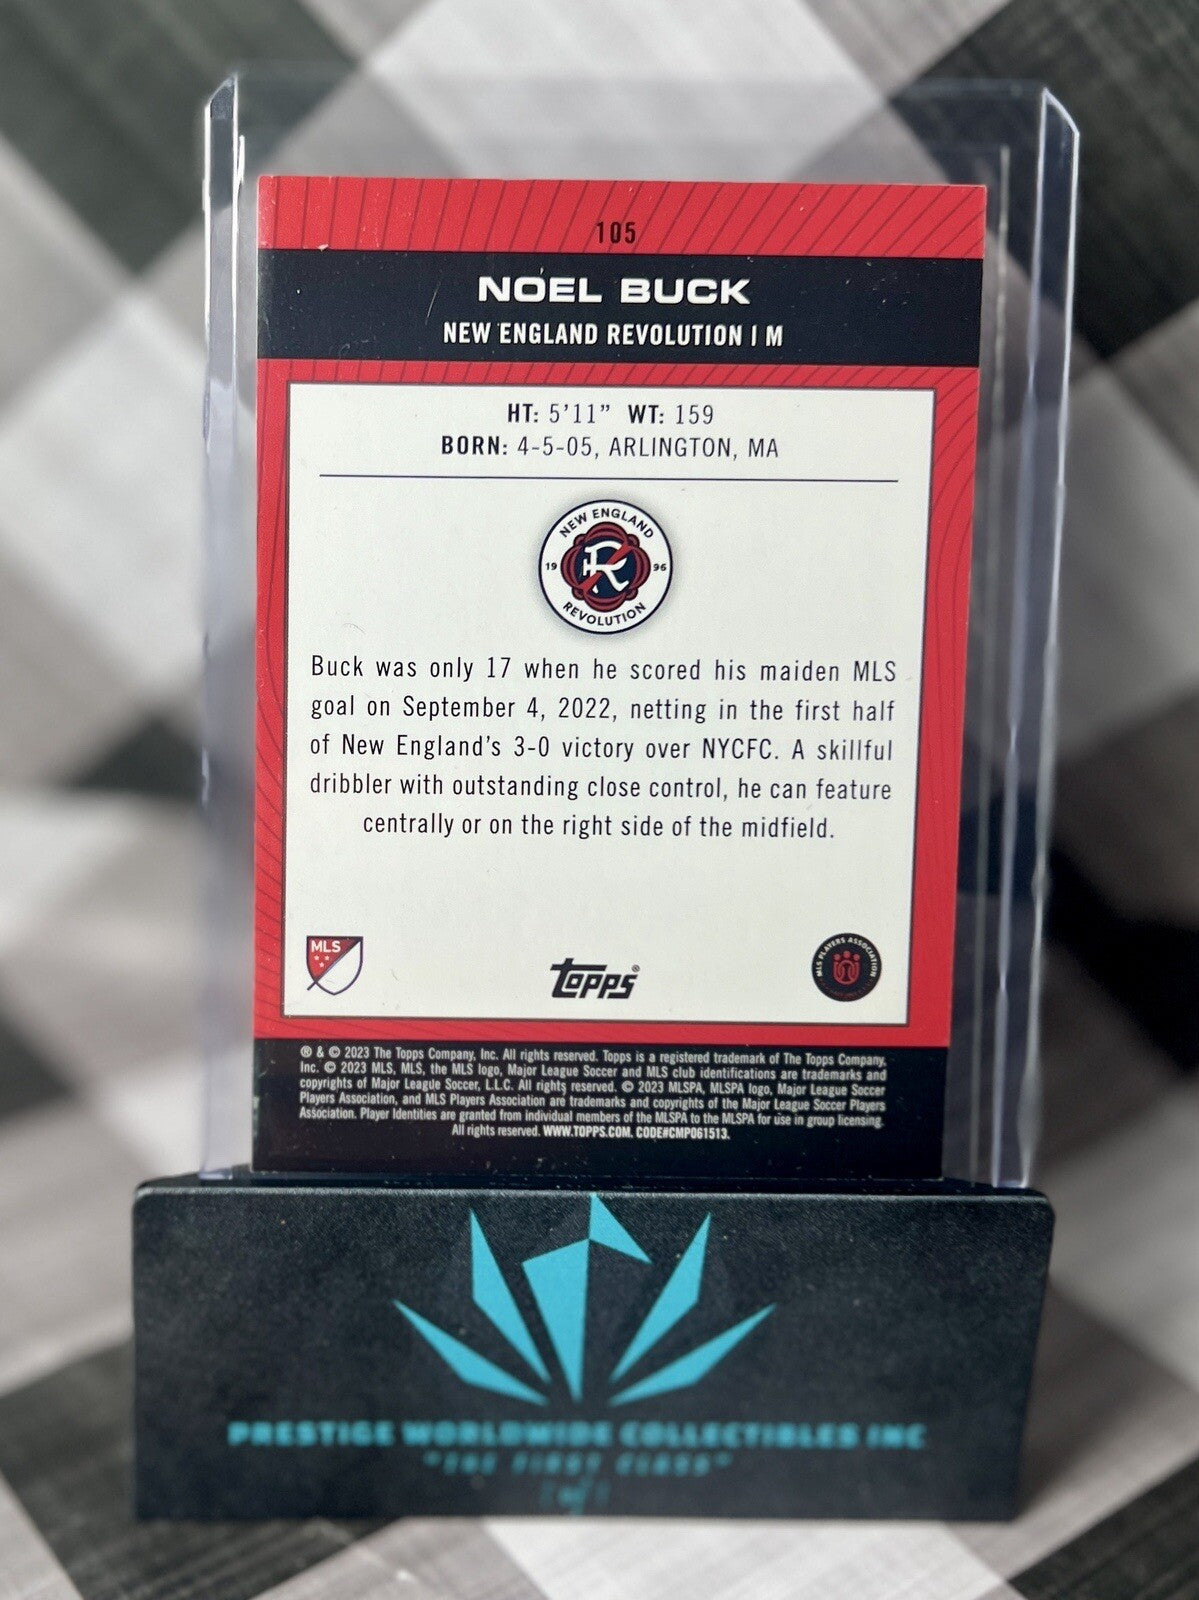 105
NOEL BUCK
NEW ENGLAND REVOLUTION | M
HT: 5'11" WT: 159
BORN: 4-5-05, ARLINGTON, MA
NEW ENGLAND
19 R 96
REVOLUTION
Buck was only 17 when he scored his maiden MLS
goal on September 4, 2022, netting in the first half
of New England's 3-0 victory over NYCFC. A skillful
dribbler with outstanding close control, he can feature
centrally or on the right side of the midfield.
MLS
topps®
MLS PLAYERS ASSOCIATION
® & © 2023 The Topps Company, Inc. All rights reserved. Topps is a registered trademark of The Topps Company,
Inc. © 2023 MLS, MLS, the MLS logo, Major League Soccer and MLS club identifications are trademarks and
copyrights of Major League Soccer, L.L.C. All rights reserved. © 2023 MLSPA, MLSPA logo, Major League Soccer
Players Association, and MLS Players Association are trademarks and copyrights of the Major League Soccer Players
Association. Player Identities are granted from individual members of the MLSPA to the MLSPA for use in group licensing.
All rights reserved. WWW.TOPPS.COM. CODE#CMP061513.
PRESTIGE WORLDWIDE COLLECTIBLES INC
"THE FIRST CLASS"